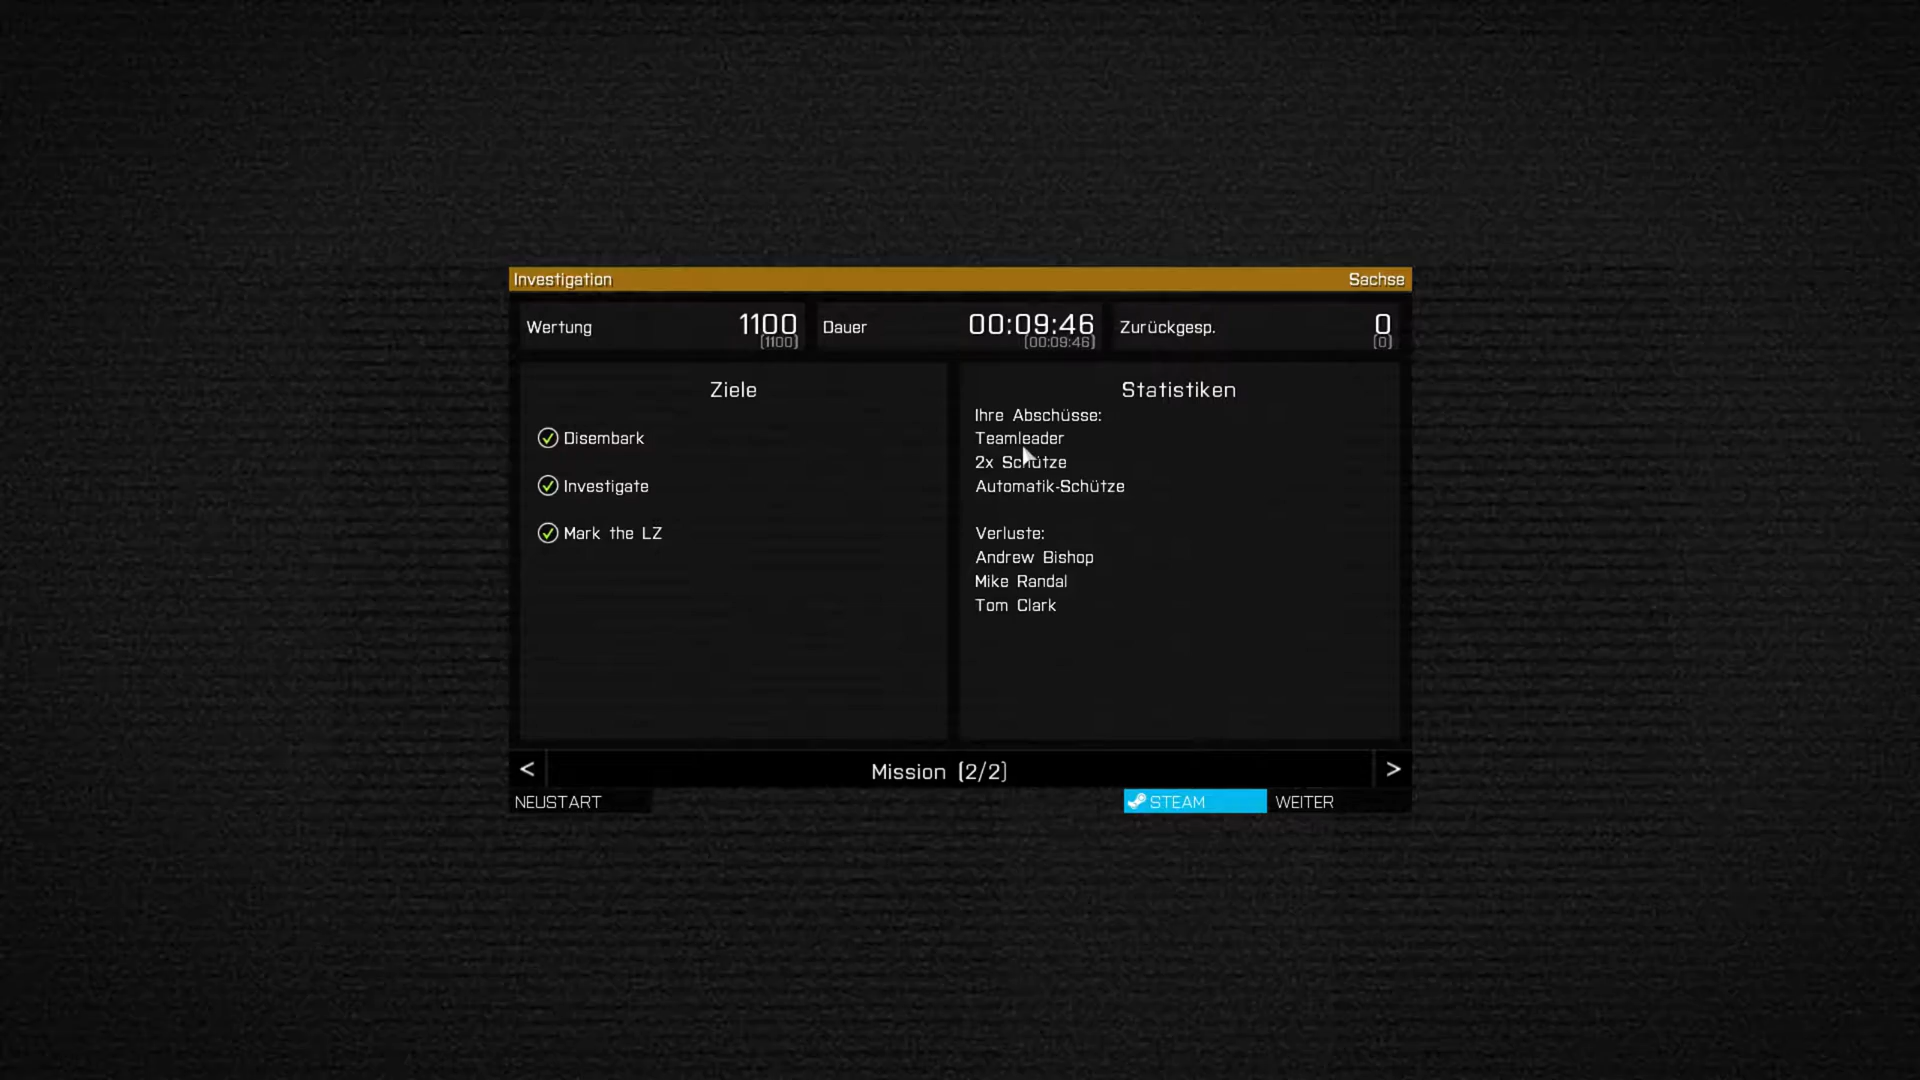 Investigation Sachse
Wertung 1100 Dauer 00:09:46 Zurückgesp. 0
(1100) (00:09:46) (0)
Ziele
Disembark
Investigate
Mark the LZ
Statistiken
Ihre Abschüsse:
Teamleader
2x Schütze
Automatik-Schütze
Verluste:
Andrew Bishop
Mike Randal
Tom Clark
< Mission (2/2) >
NEUSTART STEAM WEITER